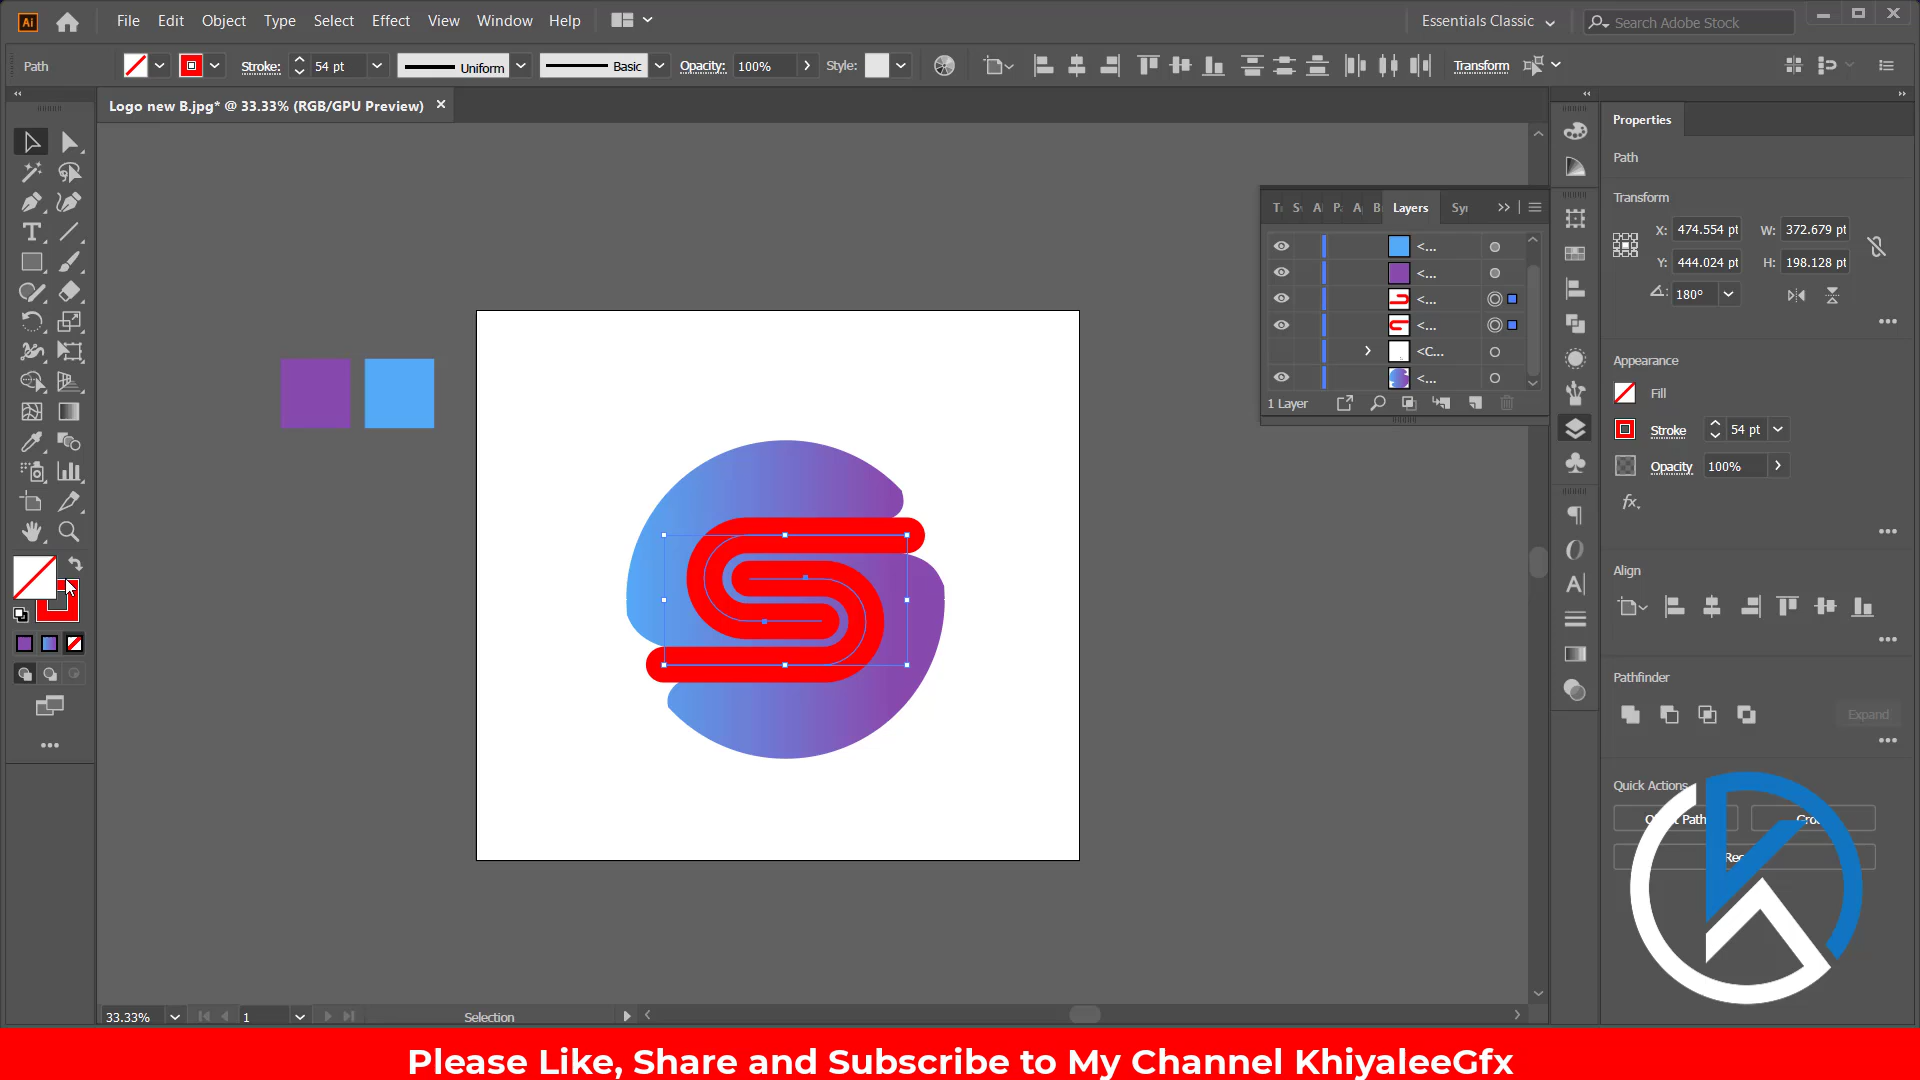 Ai File Edit Object Type Select Effect View Window Help Essentials Classic Search Adobe Stock
Path Stroke: 54 pt Uniform Basic Opacity: 100% Style: Transform
Logo new B.jpg* @ 33.33% (RGB/GPU Preview)
Properties
Path
Transform
X: 474.554 pt W: 372.679 pt
Y: 444.024 pt H: 198.128 pt
180°
Layers
<...
<...
<...
<...
<C...
<...
1 Layer
Appearance
Fill
Stroke 54 pt
Opacity 100%
fx
Align
Pathfinder
Expand
Quick Actions
33.33% 1 Selection
Please Like, Share and Subscribe to My Channel KhiyaleeGfx